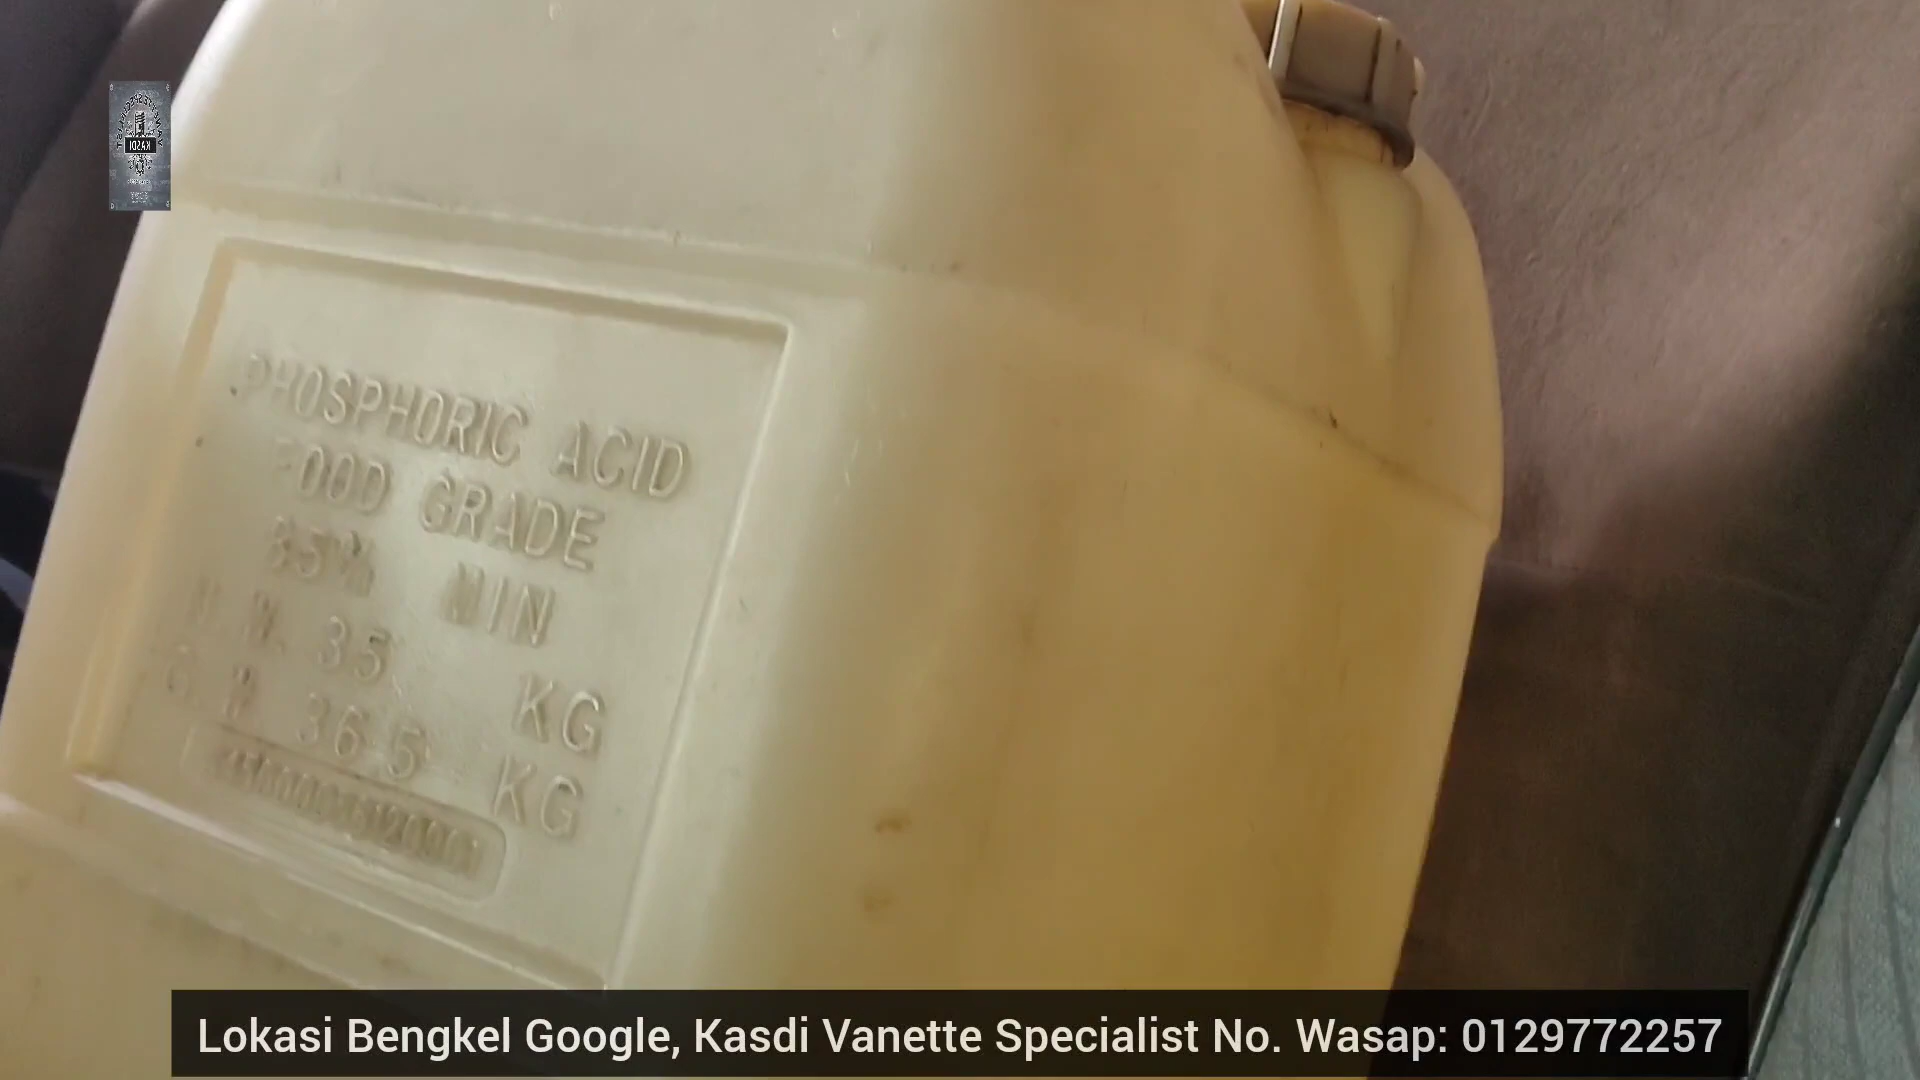 PHOSPHORIC ACID
FOOD GRADE
85% MIN
N.W. 35 KG
G.W. 36.5 KG
KASDI
Lokasi Bengkel Google, Kasdi Vanette Specialist No. Wasap: 0129772257